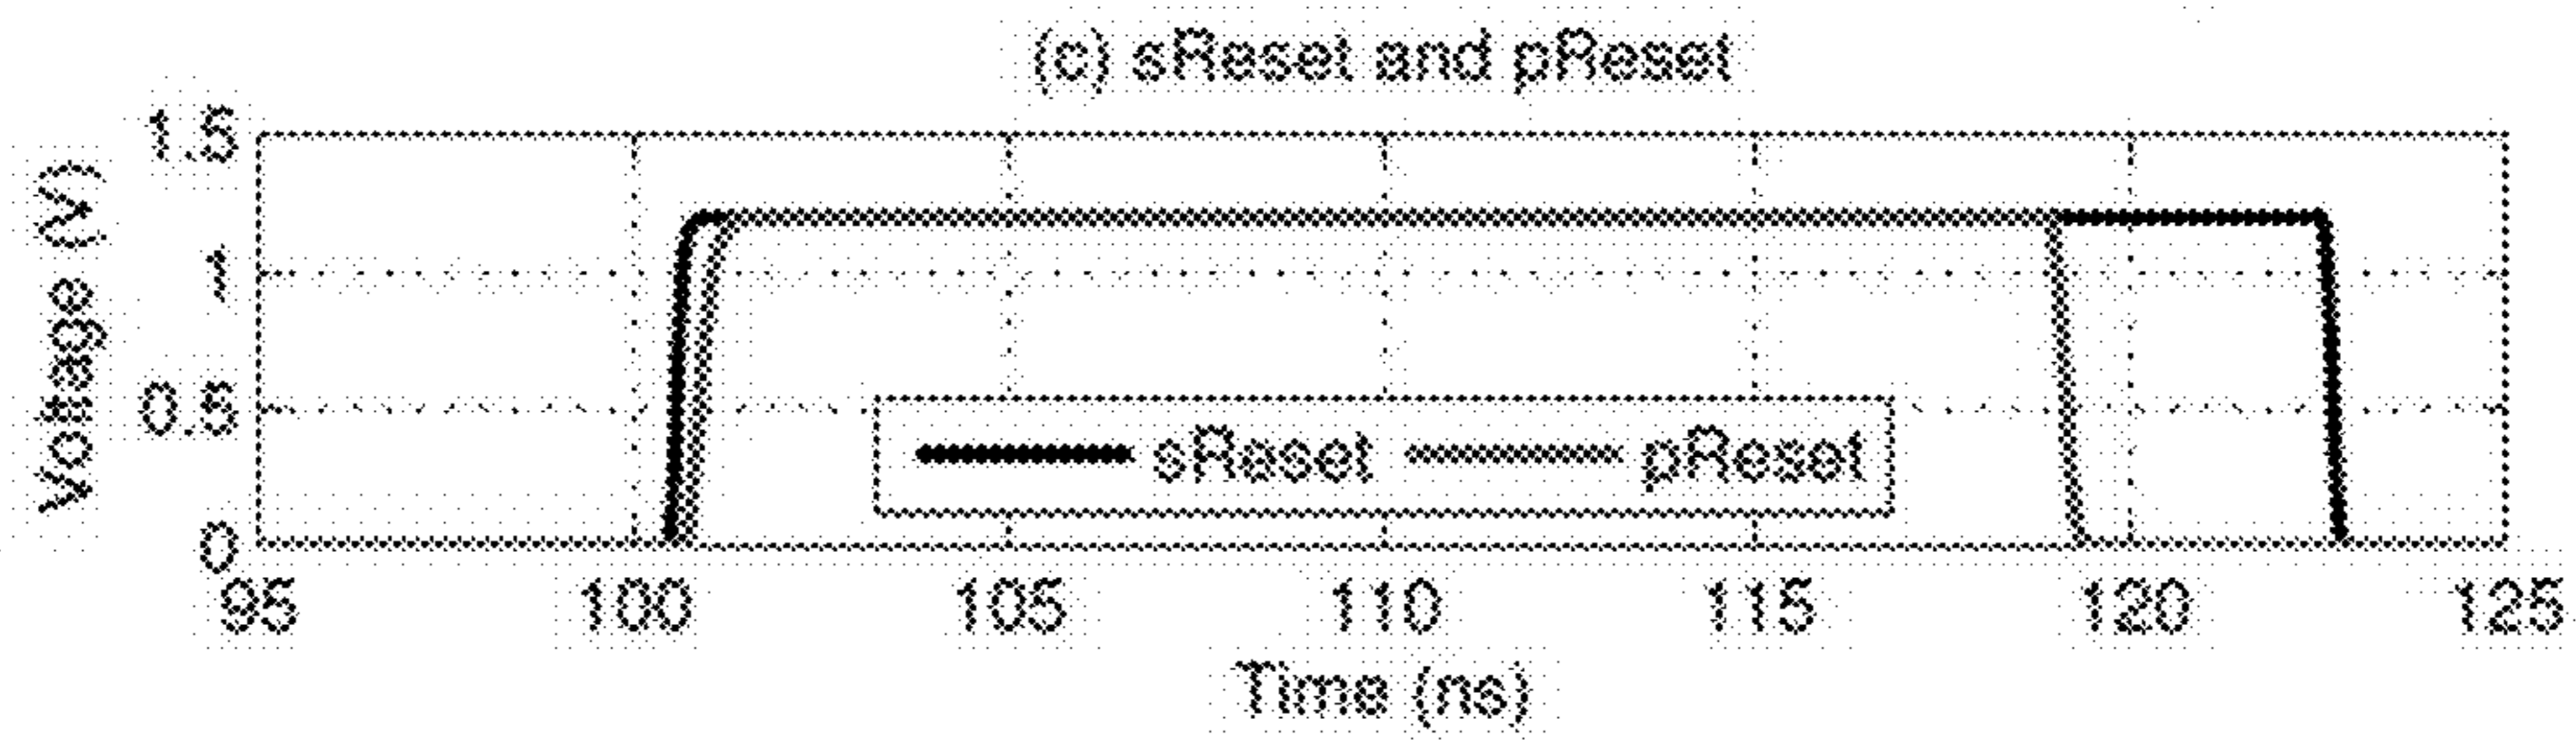 (c) sReset and pReset
Voltage (V)
1.5
1
0.5
0
sReset pReset
95 100 105 110 115 120 125
Time (ns)